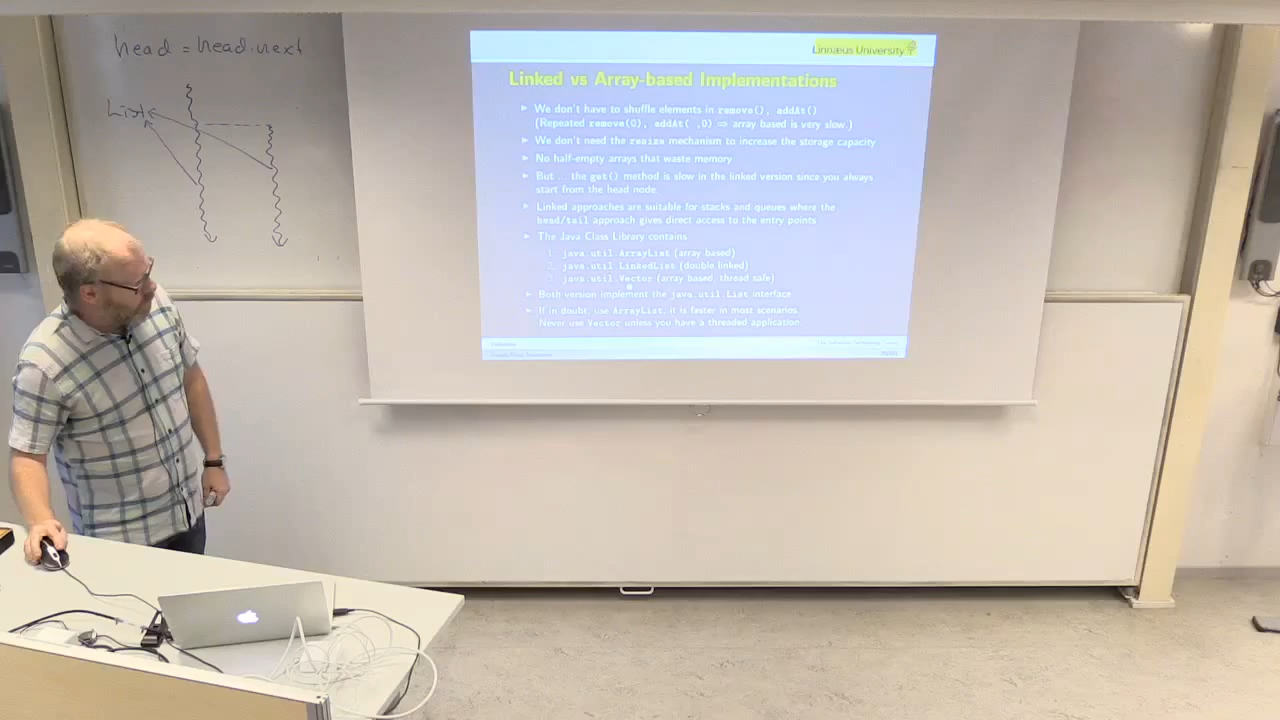 head = head.next
List
Linnæus University
Linked vs Array-based Implementations
We don't have to shuffle elements in remove(), addAt()
(Repeated remove(0), addAt( ,0) ⇒ array based is very slow.)
We don't need the resize mechanism to increase the storage capacity
No half-empty arrays that waste memory
But ... the get() method is slow in the linked version since you always
start from the head node.
Linked approaches are suitable for stacks and queues where the
head/tail approach gives direct access to the entry points
The Java Class Library contains
1. java.util.ArrayList (array based)
2. java.util.LinkedList (double linked)
3. java.util.Vector (array based, thread safe)
Both version implement the java.util.List interface
If in doubt, use ArrayList, it is faster in most scenarios.
Never use Vector unless you have a threaded application.